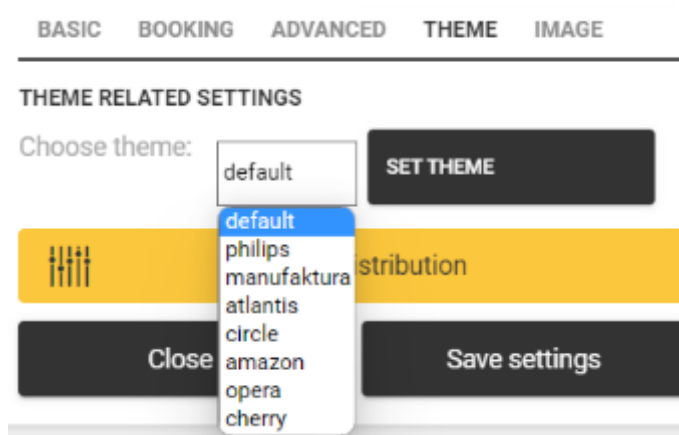 BASIC BOOKING ADVANCED THEME IMAGE
THEME RELATED SETTINGS
Choose theme:
default
SET THEME
default
philips
manufaktura
atlantis
circle
amazon
opera
cherry
stribution
Close
Save settings